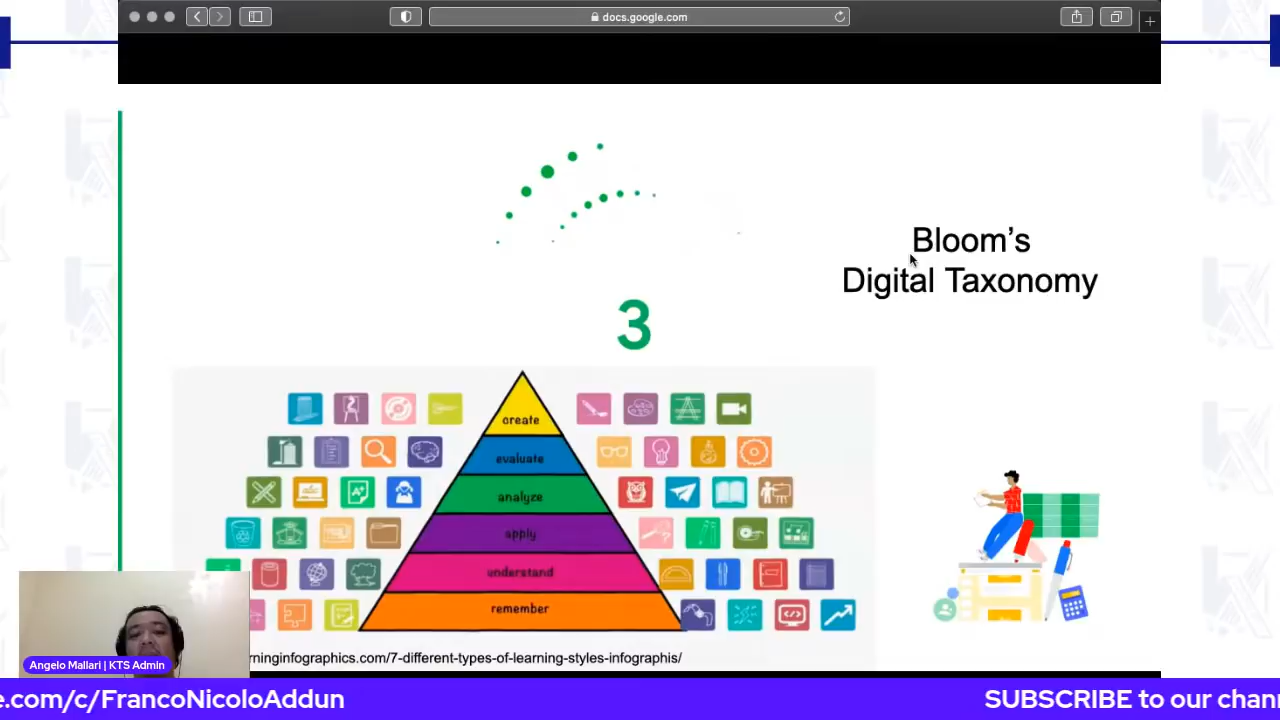 docs.google.com
Bloom's
Digital Taxonomy
3
create
evaluate
analyze
apply
understand
remember
rninginfographics.com/7-different-types-of-learning-styles-infographis/
Angelo Mallari | KTS Admin
e.com/c/FrancoNicoloAddun
SUBSCRIBE to our chann